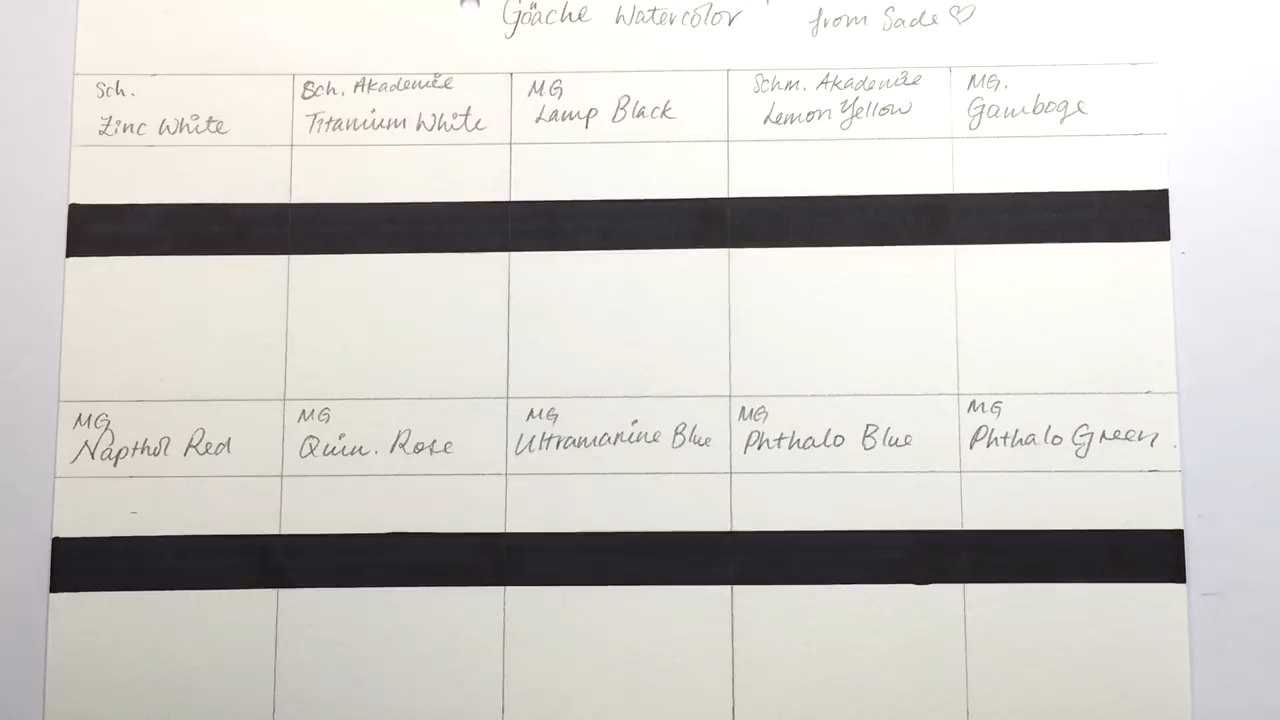 Göache Watercolor from Sade ♡
Sch.
Zinc White
Sch. Akademie
Titanium White
MG
Lamp Black
Schm. Akademie
Lemon Yellow
MG.
Gamboge
MG
Napthol Red
MG
Quin. Rose
MG
Ultramarine Blue
MG
Phthalo Blue
MG
Phthalo Green.